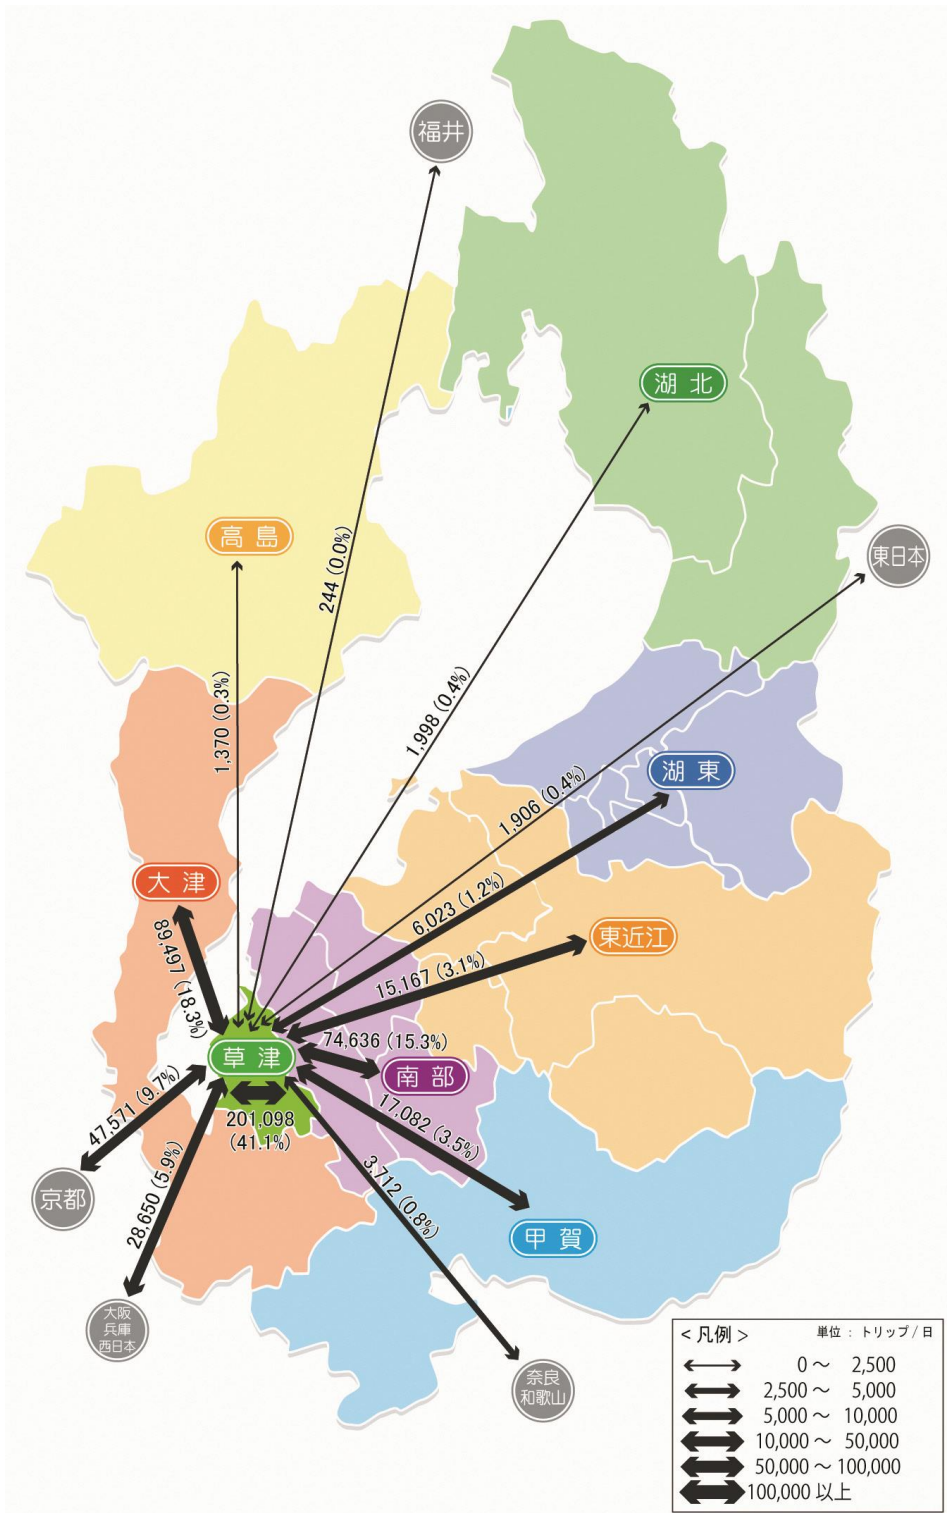 福井
湖 北
高 島
東日本
244 (0.0%)
1,370 (0.3%)
1,998 (0.4%)
湖 東
1,906 (0.4%)
大 津
6,023 (1.2%)
東近江
89,497 (18.3%)
15,167 (3.1%)
74,636 (15.3%)
草 津
南 部
201,098
(41.1%)
47,571 (9.7%)
17,082 (3.5%)
28,650 (5.9%)
3,712 (0.8%)
京都
甲 賀
大阪
兵庫
西日本
奈良
和歌山
< 凡例 > 単位 : トリップ / 日
0 ~ 2,500
2,500 ~ 5,000
5,000 ~ 10,000
10,000 ~ 50,000
50,000 ~ 100,000
100,000 以上